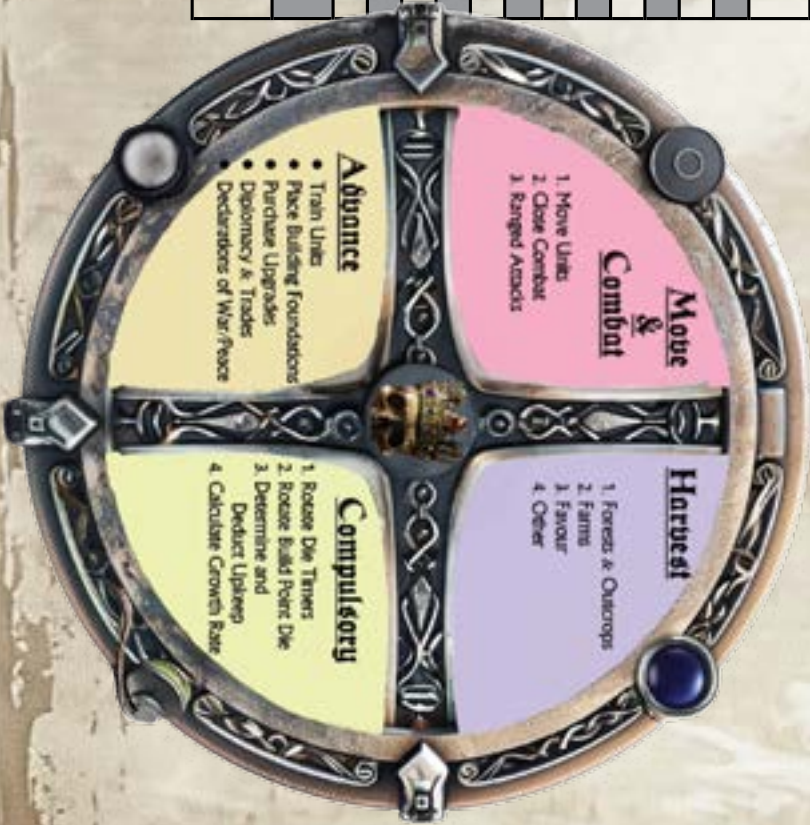 Move
&
Combat
1. Move Units
2. Close Combat
3. Ranged Attacks
Harvest
1. Forests & Outcrops
2. Farms
3. Favour
4. Other
Advance
• Train Units
• Place Building Foundations
• Purchase Upgrades
• Diplomacy & Trades
• Declarations of War/Peace
Compulsory
1. Rotate Die Timers
2. Rotate Build Point Die
3. Determine and
Deduct Upkeep
4. Calculate Growth Rate